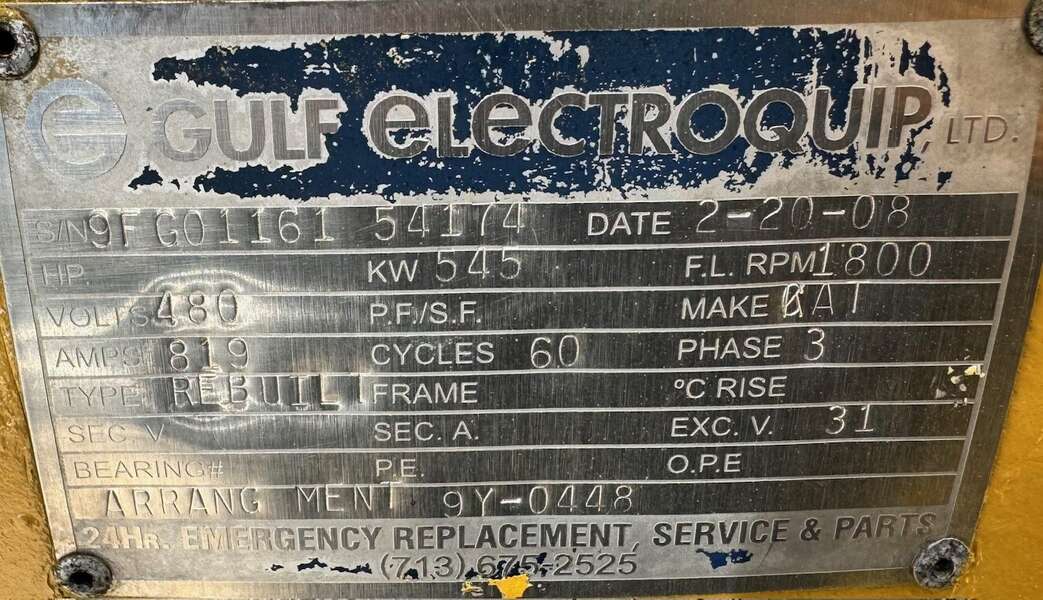 e GULF eLeCTROQUIP, LTD.
S/N 9FG01161 54174 DATE 2-20-08
HP. KW 545 F.L. RPM 1800
VOLTS 480 P.F./S.F. MAKE CAT
AMPS 819 CYCLES 60 PHASE 3
TYPE REBUILT FRAME ºC RISE
SEC. V. SEC. A. EXC. V. 31
BEARING# P.E. O.P.E
ARRANG MENT 9Y-0448
24HR. EMERGENCY REPLACEMENT, SERVICE & PARTS
(713) 675-2525